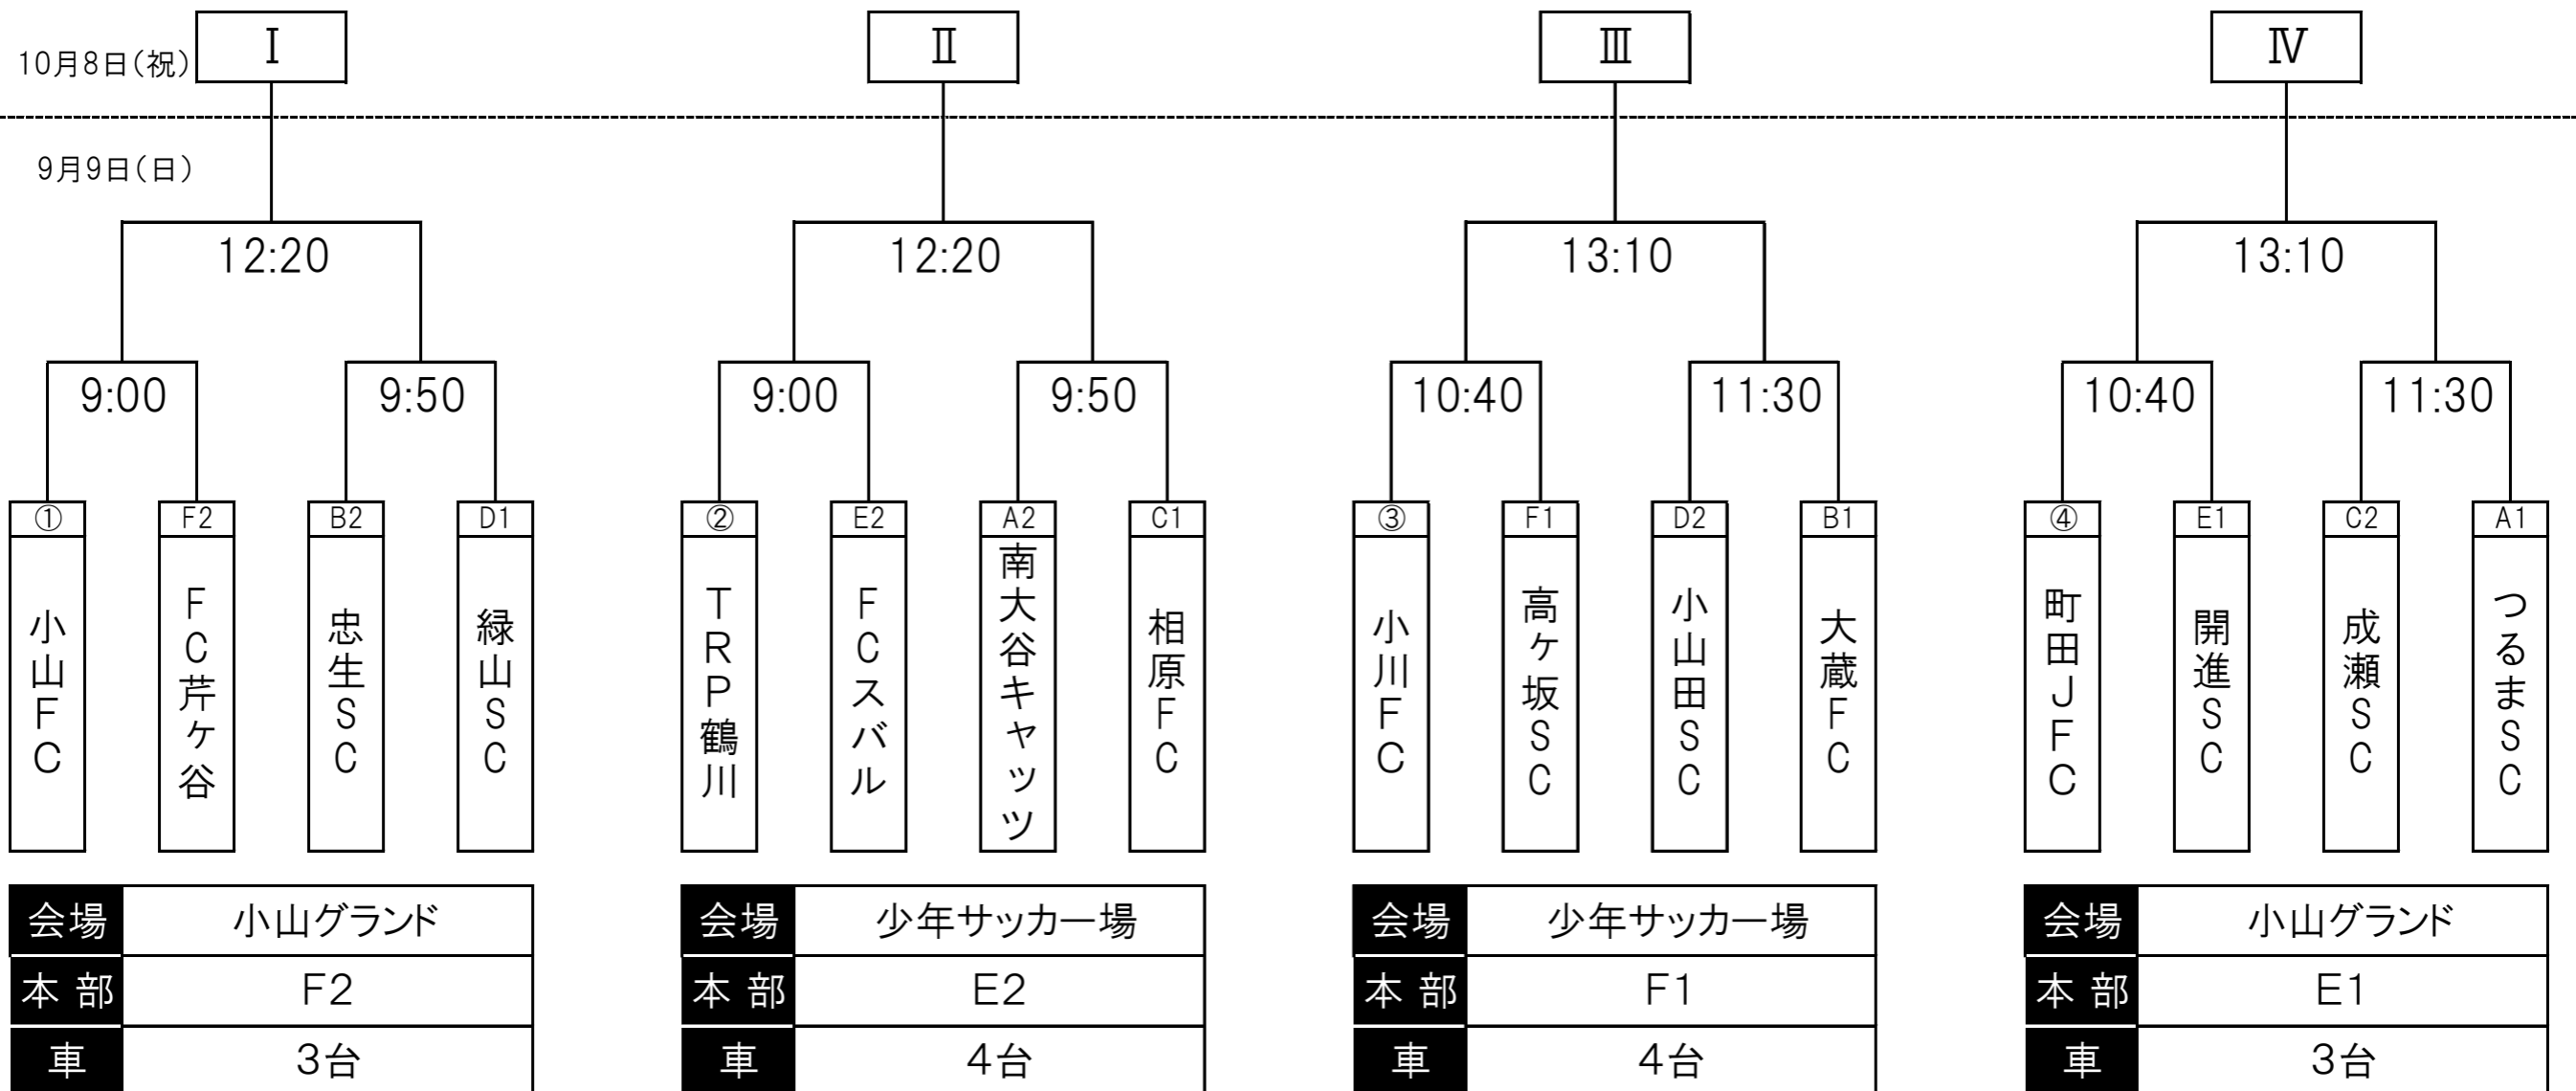 10月8日(祝)
Ⅰ
Ⅱ
Ⅲ
Ⅳ
9月9日(日)
12:20
12:20
13:10
13:10
9:00
9:50
9:00
9:50
10:40
11:30
10:40
11:30
①
F2
B2
D1
②
E2
A2
C1
③
F1
D2
B1
④
E1
C2
A1
小山FC
FC芹ヶ谷
忠生SC
緑山SC
TRP鶴川
FCスバル
南大谷キャッツ
相原FC
小川FC
高ヶ坂SC
小山田SC
大蔵FC
町田JFC
開進SC
成瀬SC
つるまSC
会場 小山グランド
会場 少年サッカー場
会場 少年サッカー場
会場 小山グランド
本部 F2
本部 E2
本部 F1
本部 E1
車 3台
車 4台
車 4台
車 3台